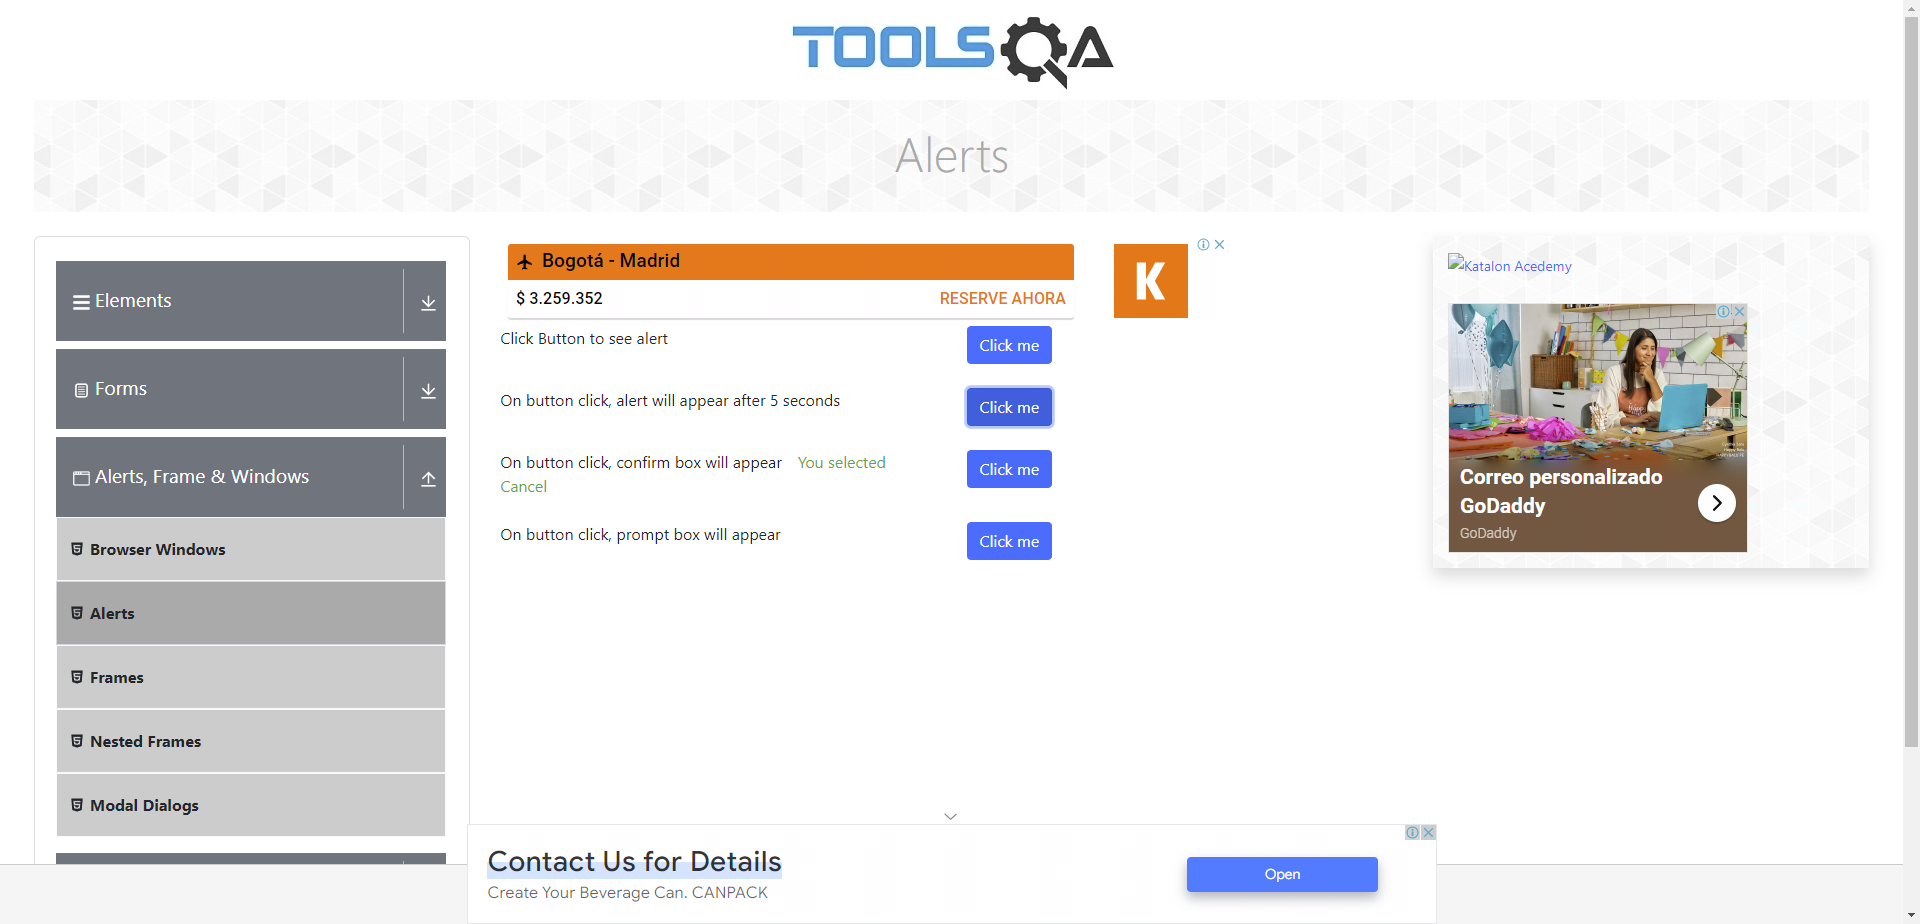 TOOLSQA
Alerts
Elements
Forms
Alerts, Frame & Windows
Browser Windows
Alerts
Frames
Nested Frames
Modal Dialogs
Bogotá - Madrid
$ 3.259.352
RESERVE AHORA
K
Click Button to see alert
Click me
On button click, alert will appear after 5 seconds
Click me
On button click, confirm box will appear You selected
Cancel
Click me
On button click, prompt box will appear
Click me
Katalon Acedemy
Correo personalizado
GoDaddy
GoDaddy
Contact Us for Details
Create Your Beverage Can. CANPACK
Open